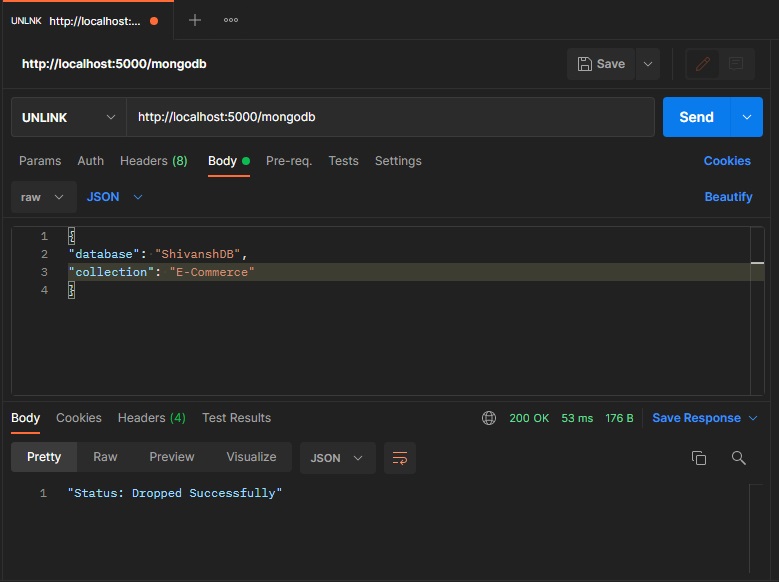 UNLNK http://localhost:...
http://localhost:5000/mongodb
Save
UNLINK http://localhost:5000/mongodb Send
Params Auth Headers (8) Body Pre-req. Tests Settings Cookies
raw JSON Beautify
1 {
2 "database": "ShivanshDB",
3 "collection": "E-Commerce"
4 }
Body Cookies Headers (4) Test Results 200 OK 53 ms 176 B Save Response
Pretty Raw Preview Visualize JSON
1 "Status: Dropped Successfully"